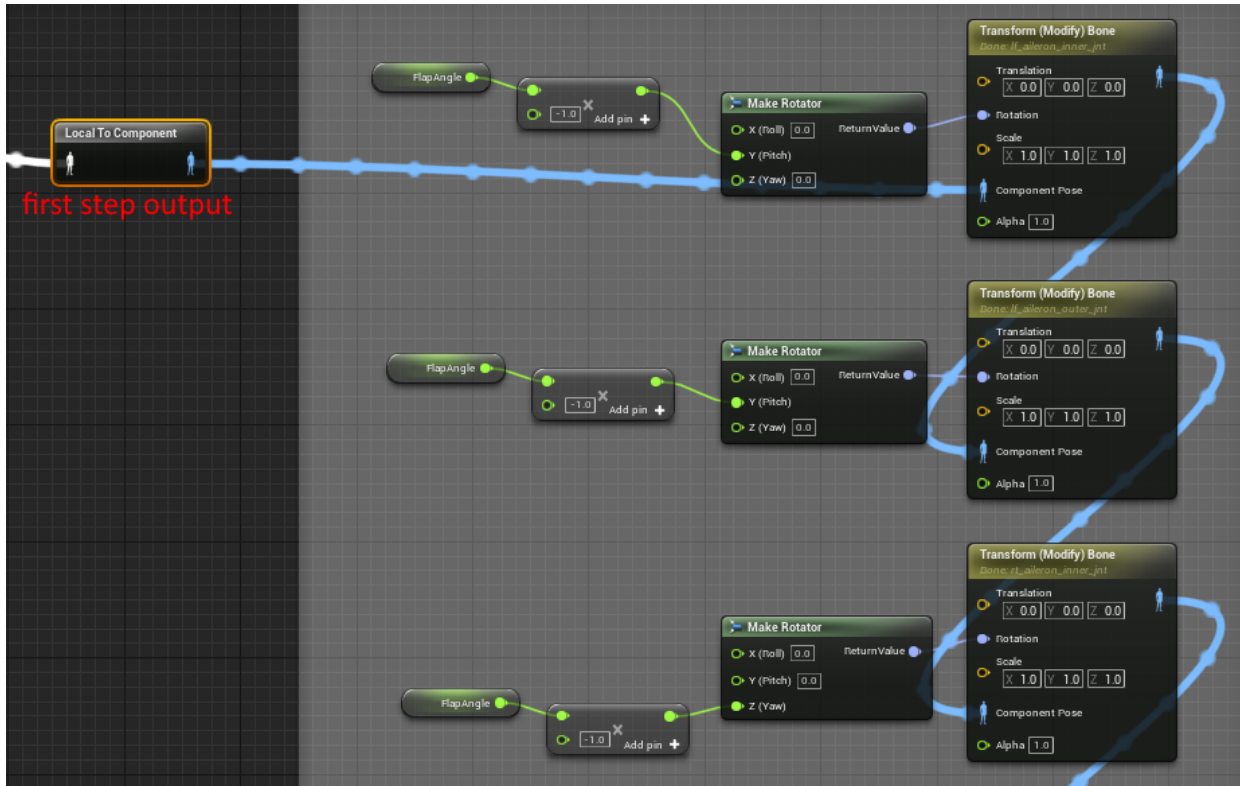 Transform (Modify) Bone
Bone: lf_aileron_inner_jnt
Translation
X 0.0 Y 0.0 Z 0.0
Rotation
Scale
X 1.0 Y 1.0 Z 1.0
Component Pose
Alpha 1.0
FlapAngle
-1.0 × Add pin +
Make Rotator
X (Roll) 0.0 ReturnValue
Y (Pitch)
Z (Yaw) 0.0
Local To Component
first step output
Transform (Modify) Bone
Bone: lf_aileron_outer_jnt
Translation
X 0.0 Y 0.0 Z 0.0
Rotation
Scale
X 1.0 Y 1.0 Z 1.0
Component Pose
Alpha 1.0
FlapAngle
-1.0 × Add pin +
Make Rotator
X (Roll) 0.0 ReturnValue
Y (Pitch)
Z (Yaw) 0.0
Transform (Modify) Bone
Bone: rt_aileron_inner_jnt
Translation
X 0.0 Y 0.0 Z 0.0
Rotation
Scale
X 1.0 Y 1.0 Z 1.0
Component Pose
Alpha 1.0
Make Rotator
X (Roll) 0.0 ReturnValue
Y (Pitch) 0.0
Z (Yaw)
FlapAngle
-1.0 × Add pin +